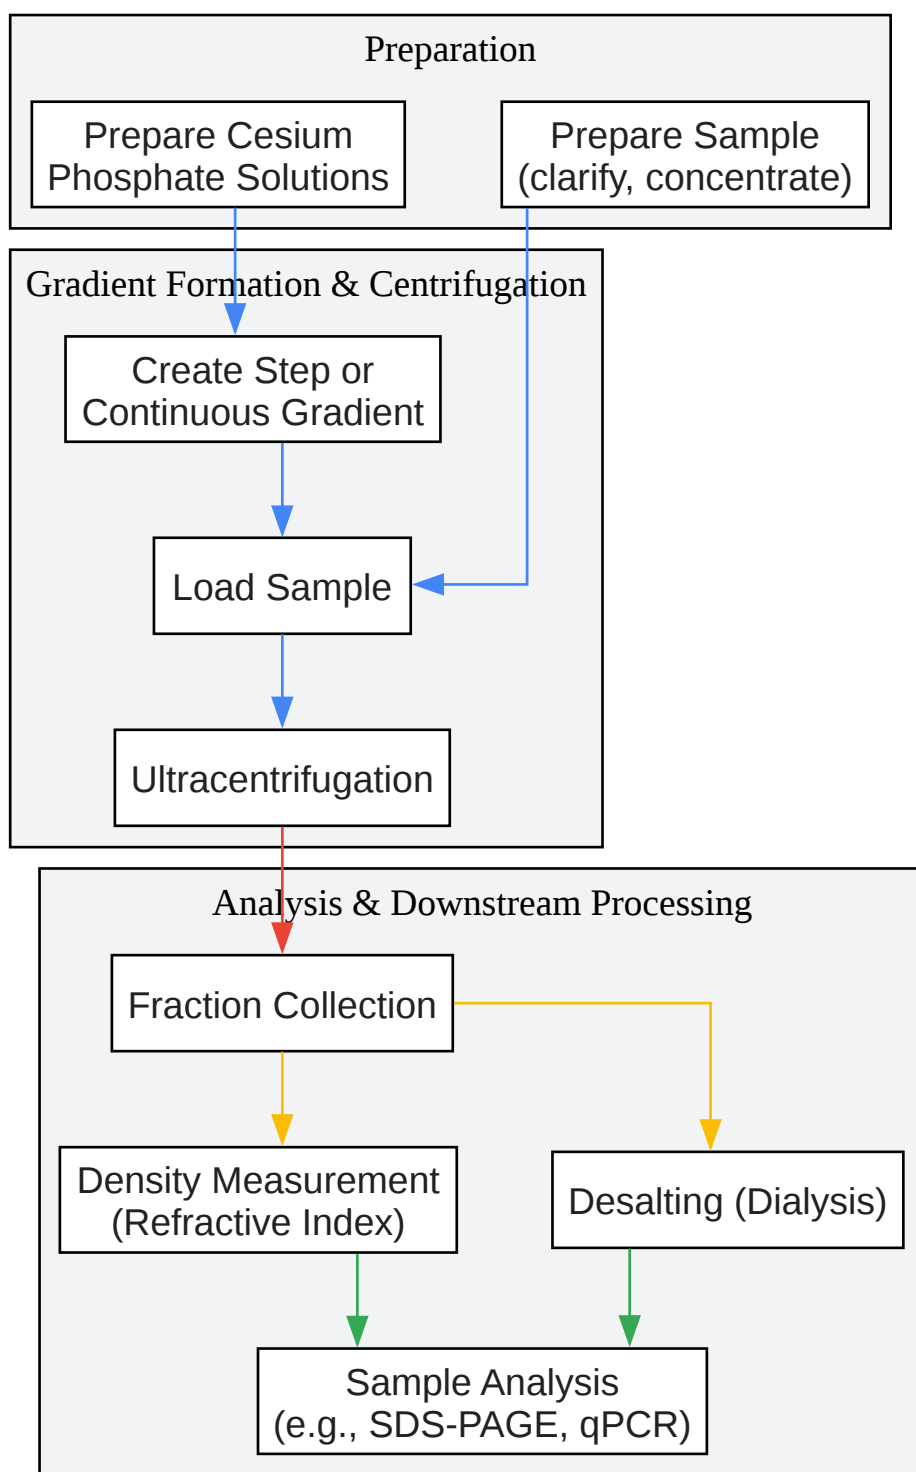 Preparation
Prepare Cesium
Phosphate Solutions
Prepare Sample
(clarify, concentrate)
Gradient Formation & Centrifugation
Create Step or
Continuous Gradient
Load Sample
Ultracentrifugation
Analysis & Downstream Processing
Fraction Collection
Density Measurement
(Refractive Index)
Desalting (Dialysis)
Sample Analysis
(e.g., SDS-PAGE, qPCR)